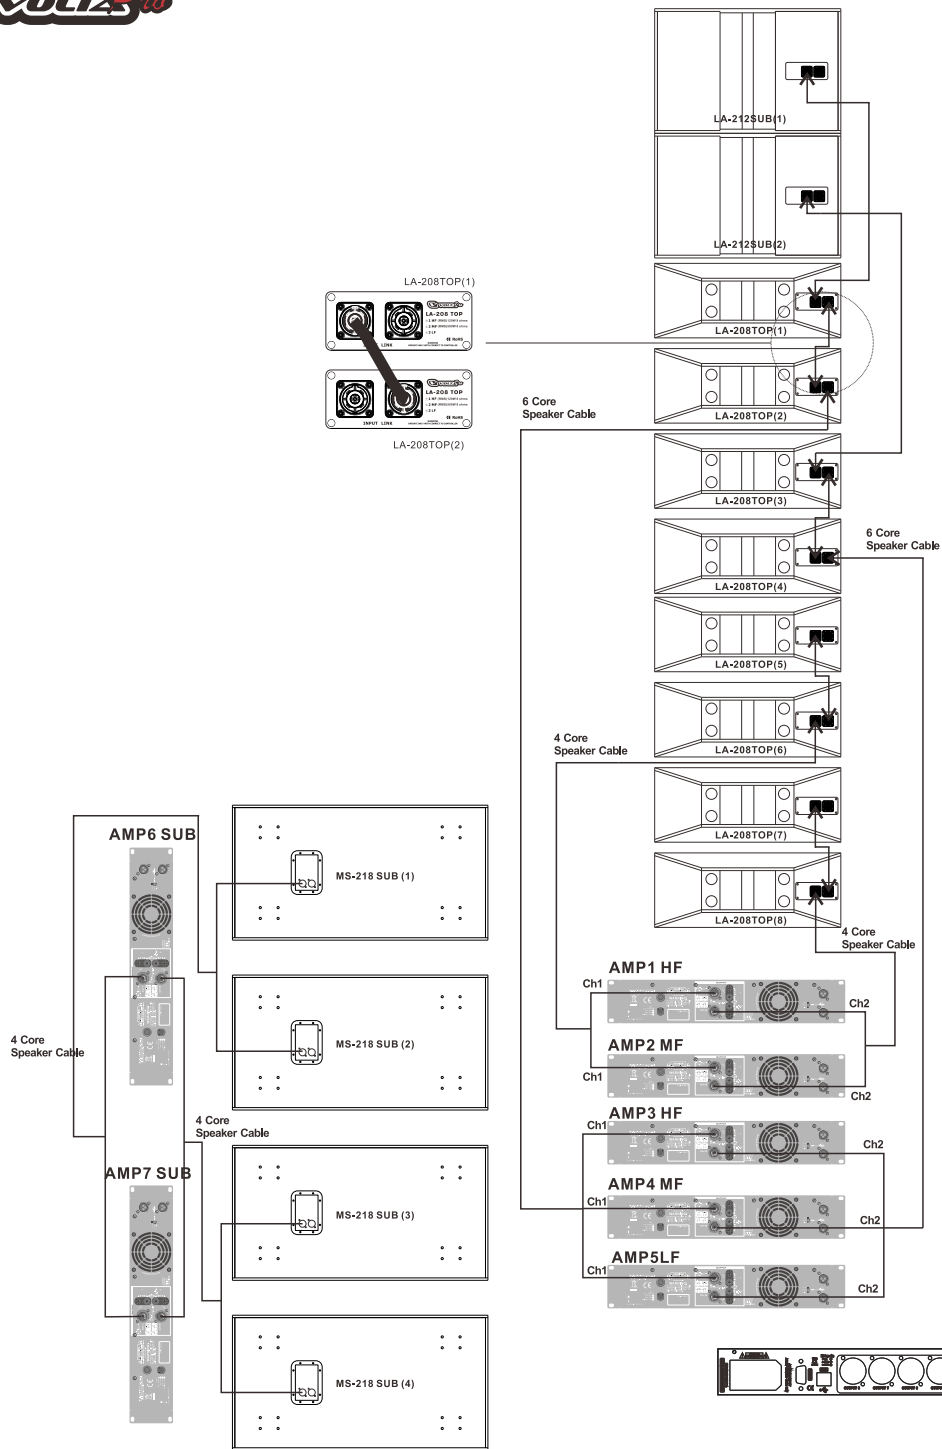 LA-212SUB(1)
LA-212SUB(2)
LA-208TOP(1)
LA-208TOP(1)
LA-208 TOP
LINK
LA-208 TOP
INPUT LINK
LA-208TOP(2)
LA-208TOP(2)
6 Core
Speaker Cable
LA-208TOP(3)
6 Core
Speaker Cable
LA-208TOP(4)
LA-208TOP(5)
4 Core
Speaker Cable
LA-208TOP(6)
LA-208TOP(7)
LA-208TOP(8)
4 Core
Speaker Cable
AMP6 SUB
MS-218 SUB (1)
MS-218 SUB (2)
4 Core
Speaker Cable
4 Core
Speaker Cable
AMP7 SUB
MS-218 SUB (3)
MS-218 SUB (4)
AMP1 HF
Ch1
Ch2
AMP2 MF
Ch1
Ch2
AMP3 HF
Ch1
Ch2
AMP4 MF
Ch1
Ch2
AMP5LF
Ch1
Ch2